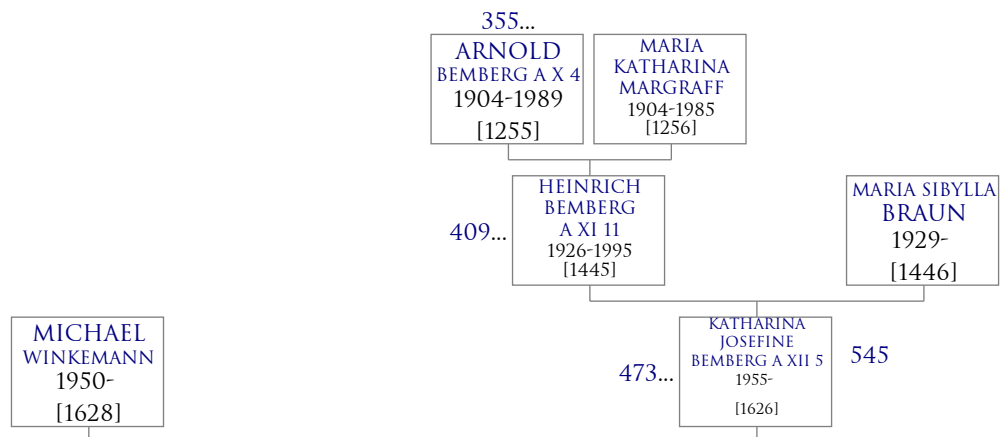 355...
ARNOLD
BEMBERG A X 4
1904-1989
[1255]
MARIA
KATHARINA
MARGRAFF
1904-1985
[1256]
409...
HEINRICH
BEMBERG
A XI 11
1926-1995
[1445]
MARIA SIBYLLA
BRAUN
1929-
[1446]
MICHAEL
WINKEMANN
1950-
[1628]
473...
KATHARINA
JOSEFINE
BEMBERG A XII 5
1955-
[1626]
545